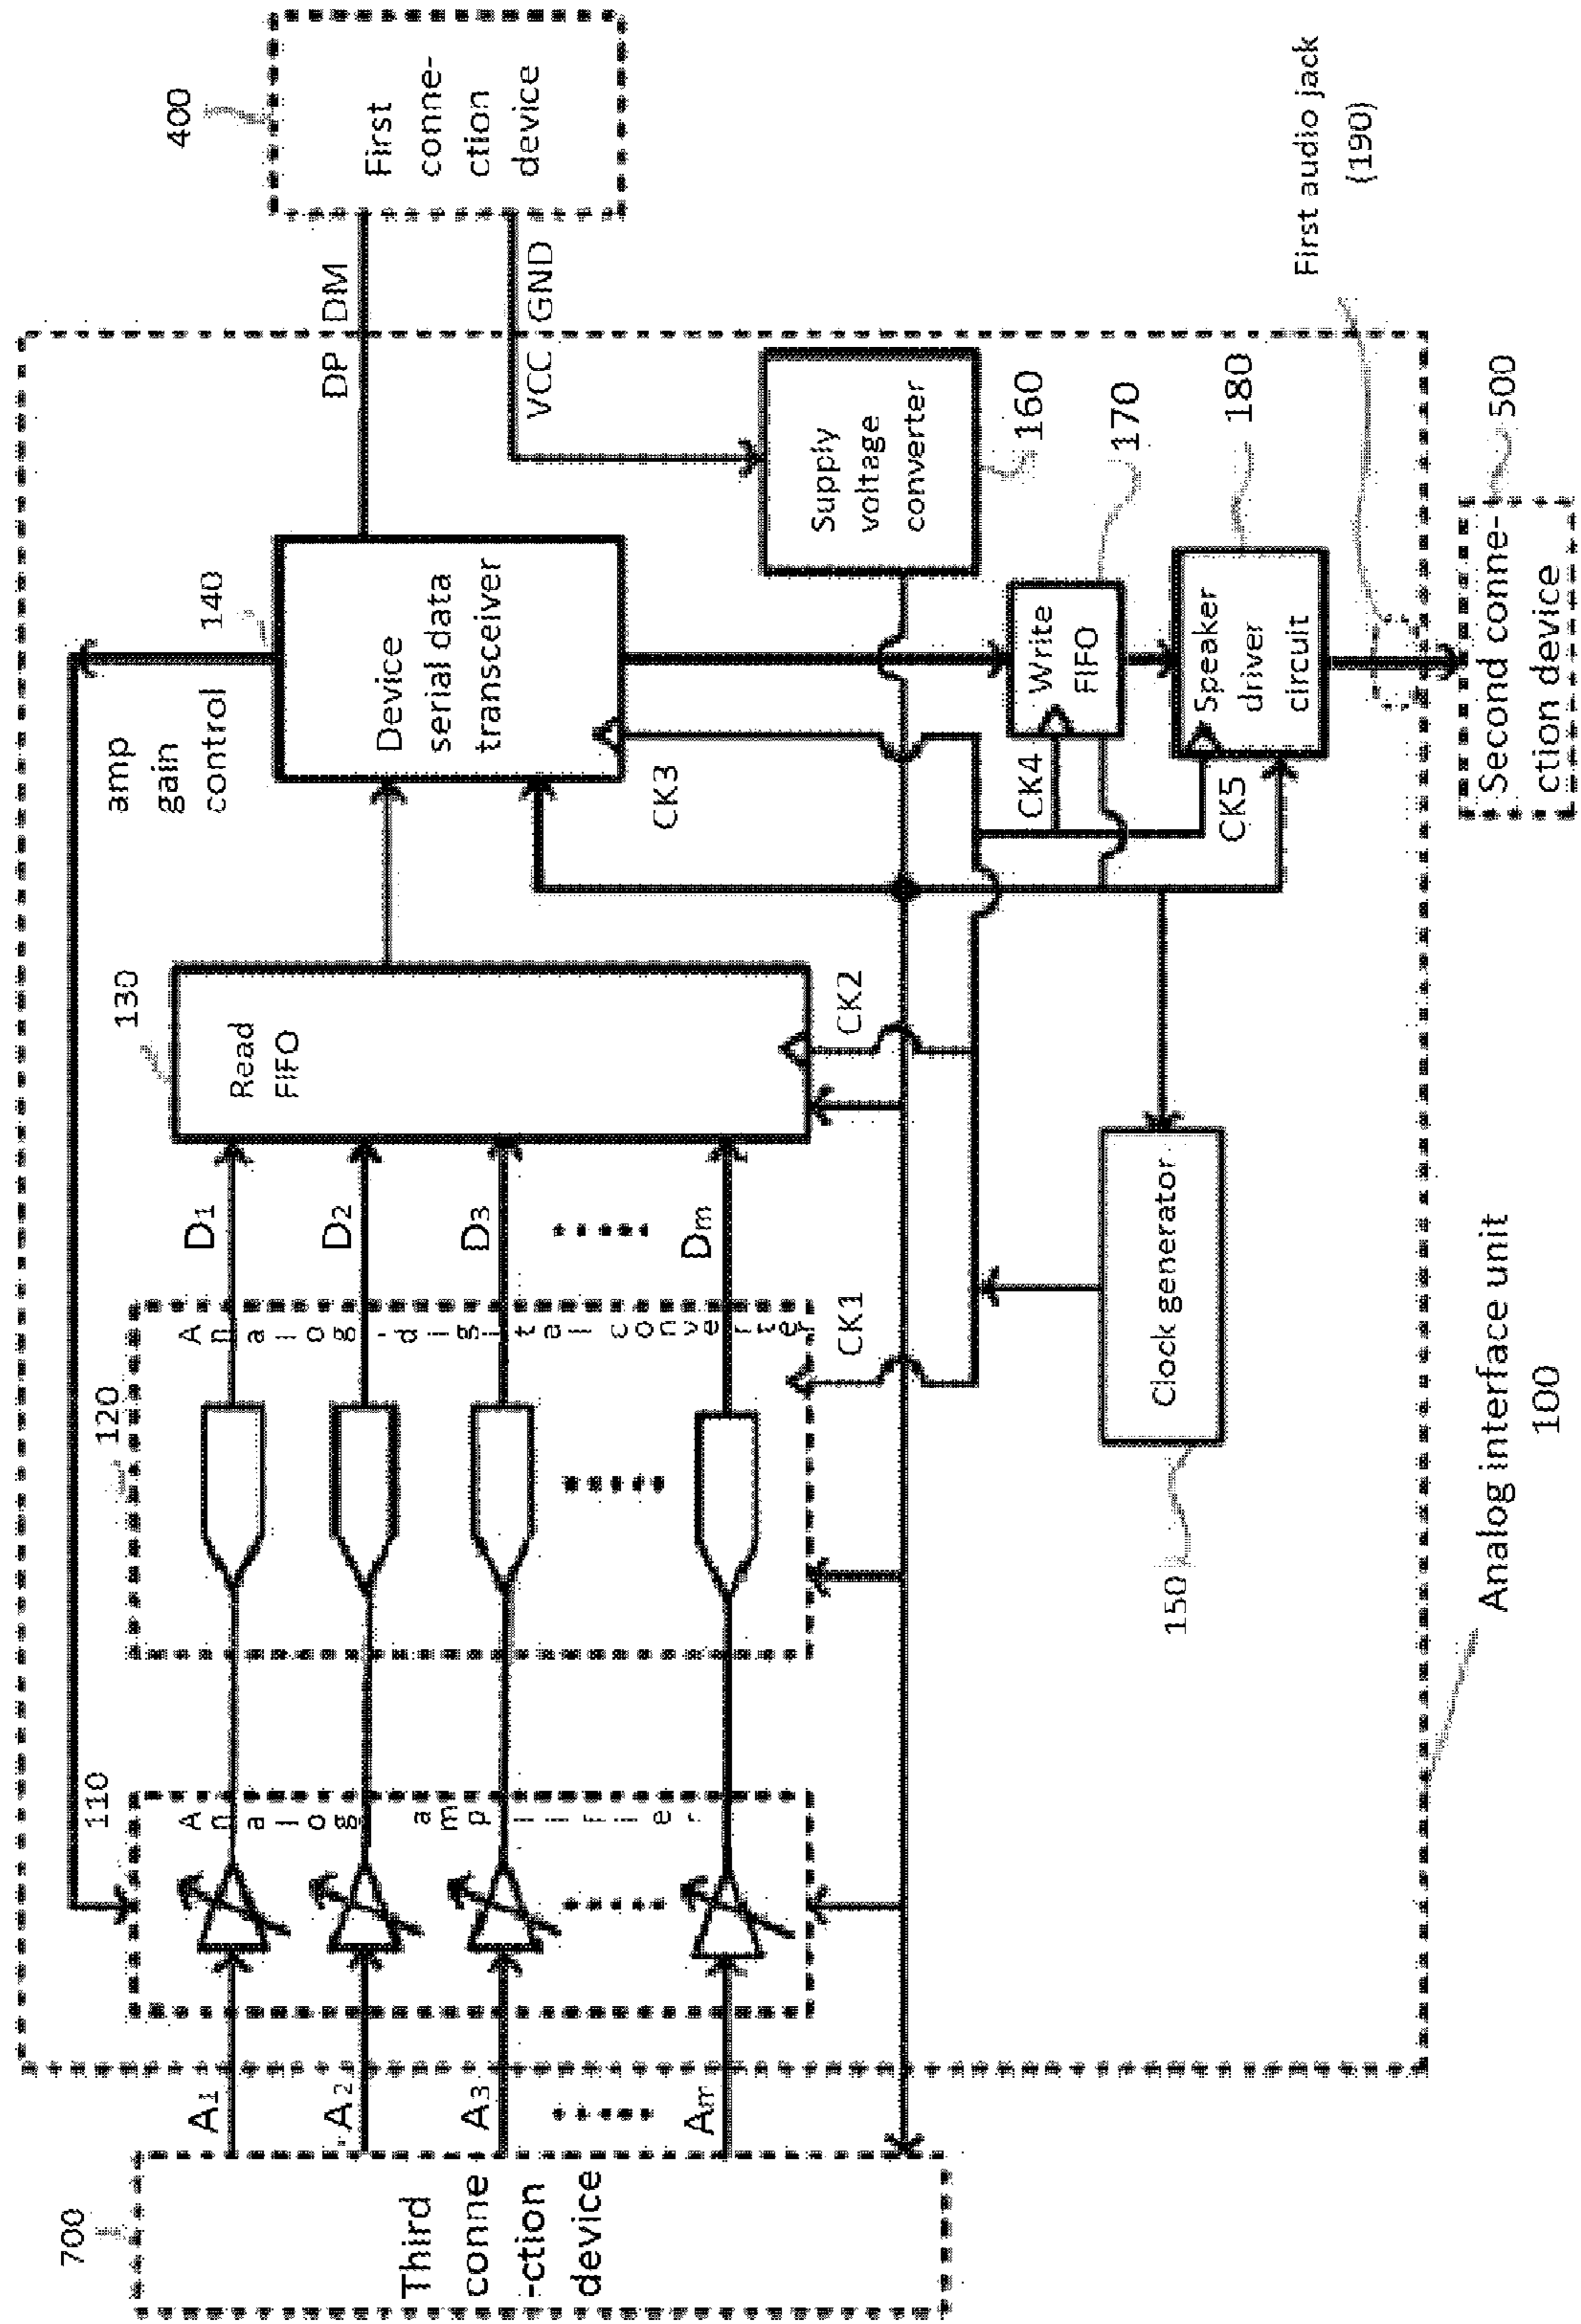 700
Third
conne
-ction
device
A1
A2
A3
Am
110
Analog amplifier
120
Analog-digital converter
D1
D2
D3
Dm
130
Read
FIFO
amp
gain
control
140
Device
serial data
transceiver
DP DM
VCC GND
400
First
conne-
ction
device
Supply
voltage
converter
160
CK1
CK2
CK3
CK4
CK5
Write
FIFO
170
Speaker
driver
circuit
180
First audio jack
(190)
Clock generator
150
Second conne-
ction device
500
Analog interface unit
100